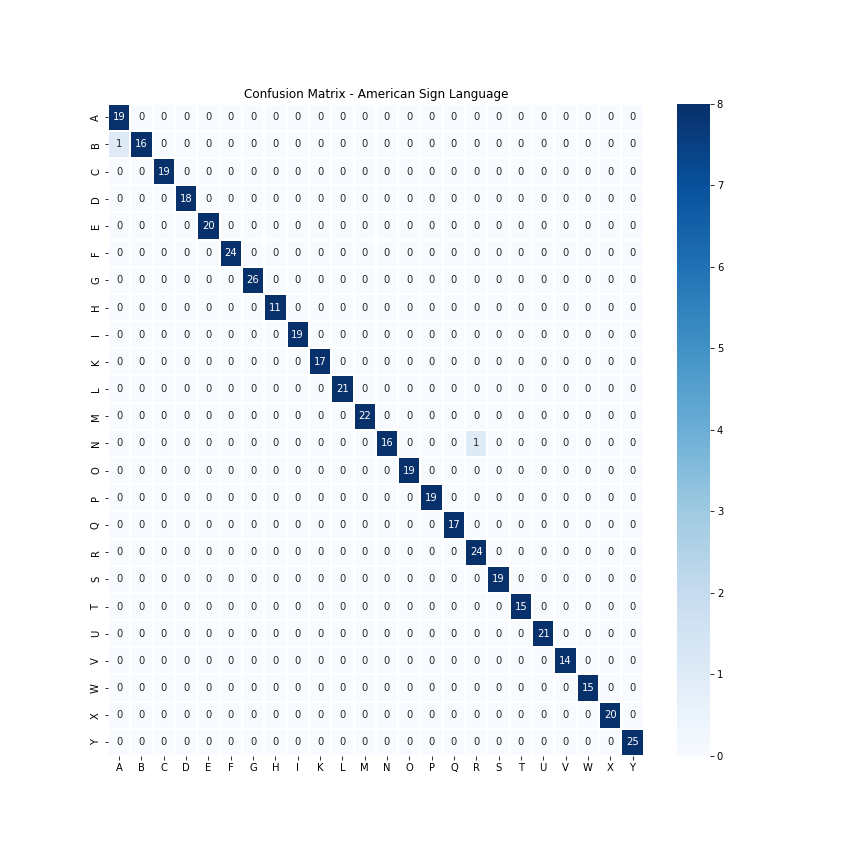 Confusion Matrix - American Sign Language
A 19 0 0 0 0 0 0 0 0 0 0 0 0 0 0 0 0 0 0 0 0 0 0 0
B 1 16 0 0 0 0 0 0 0 0 0 0 0 0 0 0 0 0 0 0 0 0 0 0
C 0 0 19 0 0 0 0 0 0 0 0 0 0 0 0 0 0 0 0 0 0 0 0 0
D 0 0 0 18 0 0 0 0 0 0 0 0 0 0 0 0 0 0 0 0 0 0 0 0
E 0 0 0 0 20 0 0 0 0 0 0 0 0 0 0 0 0 0 0 0 0 0 0 0
F 0 0 0 0 0 24 0 0 0 0 0 0 0 0 0 0 0 0 0 0 0 0 0 0
G 0 0 0 0 0 0 26 0 0 0 0 0 0 0 0 0 0 0 0 0 0 0 0 0
H 0 0 0 0 0 0 0 11 0 0 0 0 0 0 0 0 0 0 0 0 0 0 0 0
I 0 0 0 0 0 0 0 0 19 0 0 0 0 0 0 0 0 0 0 0 0 0 0 0
K 0 0 0 0 0 0 0 0 0 17 0 0 0 0 0 0 0 0 0 0 0 0 0 0
L 0 0 0 0 0 0 0 0 0 0 21 0 0 0 0 0 0 0 0 0 0 0 0 0
M 0 0 0 0 0 0 0 0 0 0 0 22 0 0 0 0 0 0 0 0 0 0 0 0
N 0 0 0 0 0 0 0 0 0 0 0 0 16 0 0 0 1 0 0 0 0 0 0 0
O 0 0 0 0 0 0 0 0 0 0 0 0 0 19 0 0 0 0 0 0 0 0 0 0
P 0 0 0 0 0 0 0 0 0 0 0 0 0 0 19 0 0 0 0 0 0 0 0 0
Q 0 0 0 0 0 0 0 0 0 0 0 0 0 0 0 17 0 0 0 0 0 0 0 0
R 0 0 0 0 0 0 0 0 0 0 0 0 0 0 0 0 24 0 0 0 0 0 0 0
S 0 0 0 0 0 0 0 0 0 0 0 0 0 0 0 0 0 19 0 0 0 0 0 0
T 0 0 0 0 0 0 0 0 0 0 0 0 0 0 0 0 0 0 15 0 0 0 0 0
U 0 0 0 0 0 0 0 0 0 0 0 0 0 0 0 0 0 0 0 21 0 0 0 0
V 0 0 0 0 0 0 0 0 0 0 0 0 0 0 0 0 0 0 0 0 14 0 0 0
W 0 0 0 0 0 0 0 0 0 0 0 0 0 0 0 0 0 0 0 0 0 15 0 0
X 0 0 0 0 0 0 0 0 0 0 0 0 0 0 0 0 0 0 0 0 0 0 20 0
Y 0 0 0 0 0 0 0 0 0 0 0 0 0 0 0 0 0 0 0 0 0 0 0 25
A B C D E F G H I K L M N O P Q R S T U V W X Y
8
7
6
5
4
3
2
1
0